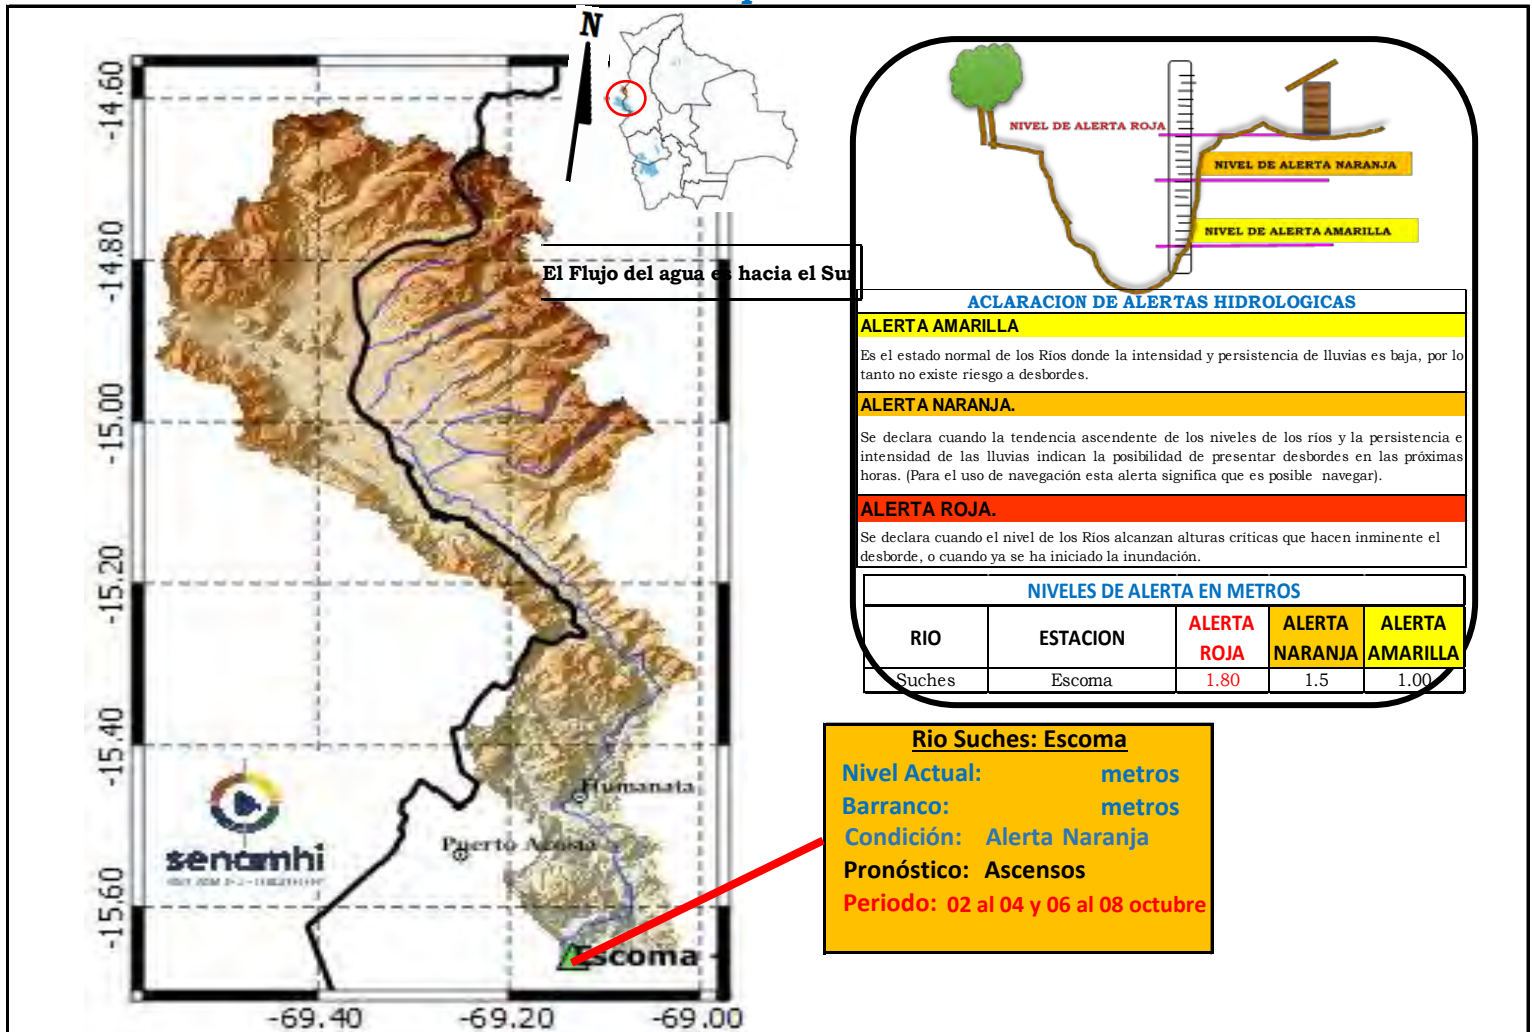 N
-14.60
-14.80
-15.00
-15.20
-15.40
-15.60
-69.40
-69.20
-69.00
El Flujo del agua es hacia el Sur
Humanata
Puerto Acosta
Escoma
senamhi
NIVEL DE ALERTA ROJA
NIVEL DE ALERTA NARANJA
NIVEL DE ALERTA AMARILLA
ACLARACION DE ALERTAS HIDROLOGICAS
ALERTA AMARILLA
Es el estado normal de los Ríos donde la intensidad y persistencia de lluvias es baja, por lo
tanto no existe riesgo a desbordes.
ALERTA NARANJA.
Se declara cuando la tendencia ascendente de los niveles de los ríos y la persistencia e
intensidad de las lluvias indican la posibilidad de presentar desbordes en las próximas
horas. (Para el uso de navegación esta alerta significa que es posible navegar).
ALERTA ROJA.
Se declara cuando el nivel de los Ríos alcanzan alturas críticas que hacen inminente el
desborde, o cuando ya se ha iniciado la inundación.
NIVELES DE ALERTA EN METROS
RIO ESTACION ALERTA ROJA ALERTA NARANJA ALERTA AMARILLA
Suches Escoma 1.80 1.5 1.00
Rio Suches: Escoma
Nivel Actual: metros
Barranco: metros
Condición: Alerta Naranja
Pronóstico: Ascensos
Periodo: 02 al 04 y 06 al 08 octubre